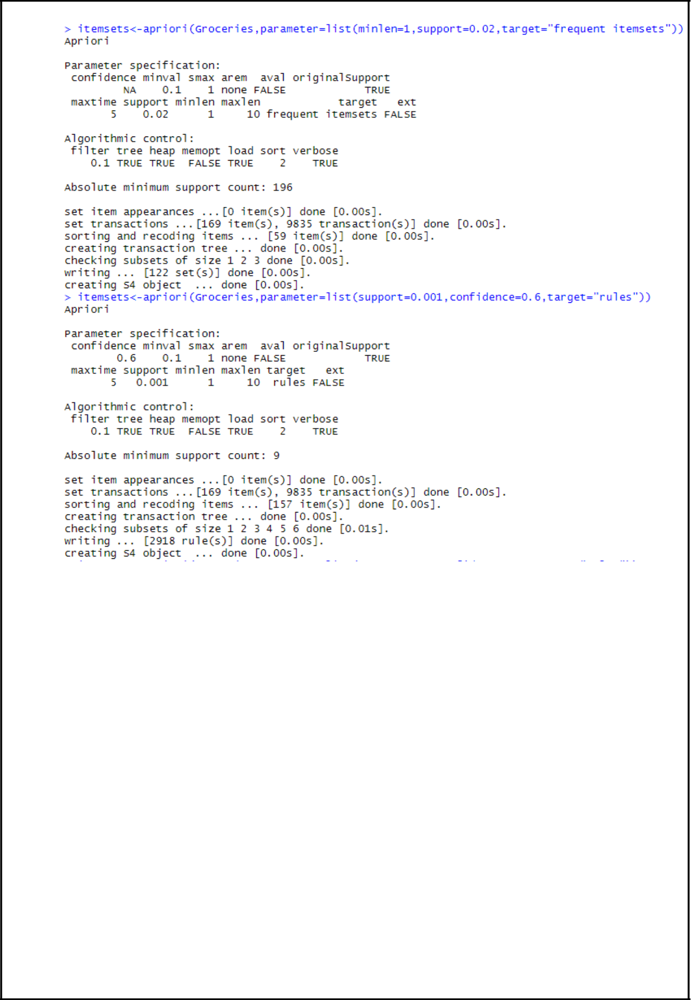 > itemsets<-apriori(Groceries,parameter=list(minlen=1,support=0.02,target="frequent itemsets"))
Apriori

Parameter specification:
 confidence minval smax arem  aval originalSupport
         NA    0.1    1 none FALSE            TRUE
 maxtime support minlen maxlen            target   ext
       5    0.02      1     10 frequent itemsets FALSE

Algorithmic control:
 filter tree heap memopt load sort verbose
    0.1 TRUE TRUE  FALSE TRUE    2    TRUE

Absolute minimum support count: 196

set item appearances ...[0 item(s)] done [0.00s].
set transactions ...[169 item(s), 9835 transaction(s)] done [0.00s].
sorting and recoding items ... [59 item(s)] done [0.00s].
creating transaction tree ... done [0.00s].
checking subsets of size 1 2 3 done [0.00s].
writing ... [122 set(s)] done [0.00s].
creating S4 object  ... done [0.00s].
> itemsets<-apriori(Groceries,parameter=list(support=0.001,confidence=0.6,target="rules"))
Apriori

Parameter specification:
 confidence minval smax arem  aval originalSupport
        0.6    0.1    1 none FALSE            TRUE
 maxtime support minlen maxlen target   ext
       5   0.001      1     10  rules FALSE

Algorithmic control:
 filter tree heap memopt load sort verbose
    0.1 TRUE TRUE  FALSE TRUE    2    TRUE

Absolute minimum support count: 9

set item appearances ...[0 item(s)] done [0.00s].
set transactions ...[169 item(s), 9835 transaction(s)] done [0.00s].
sorting and recoding items ... [157 item(s)] done [0.00s].
creating transaction tree ... done [0.00s].
checking subsets of size 1 2 3 4 5 6 done [0.01s].
writing ... [2918 rule(s)] done [0.00s].
creating S4 object  ... done [0.00s].